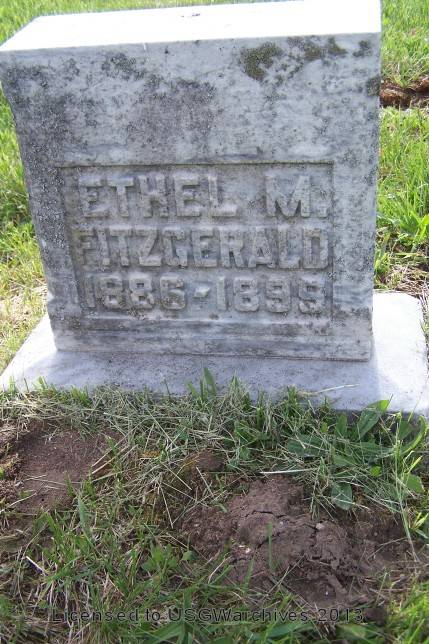 ETHEL M.
FITZGERALD
1886 - 1899
Licensed to USGWarchives 2013